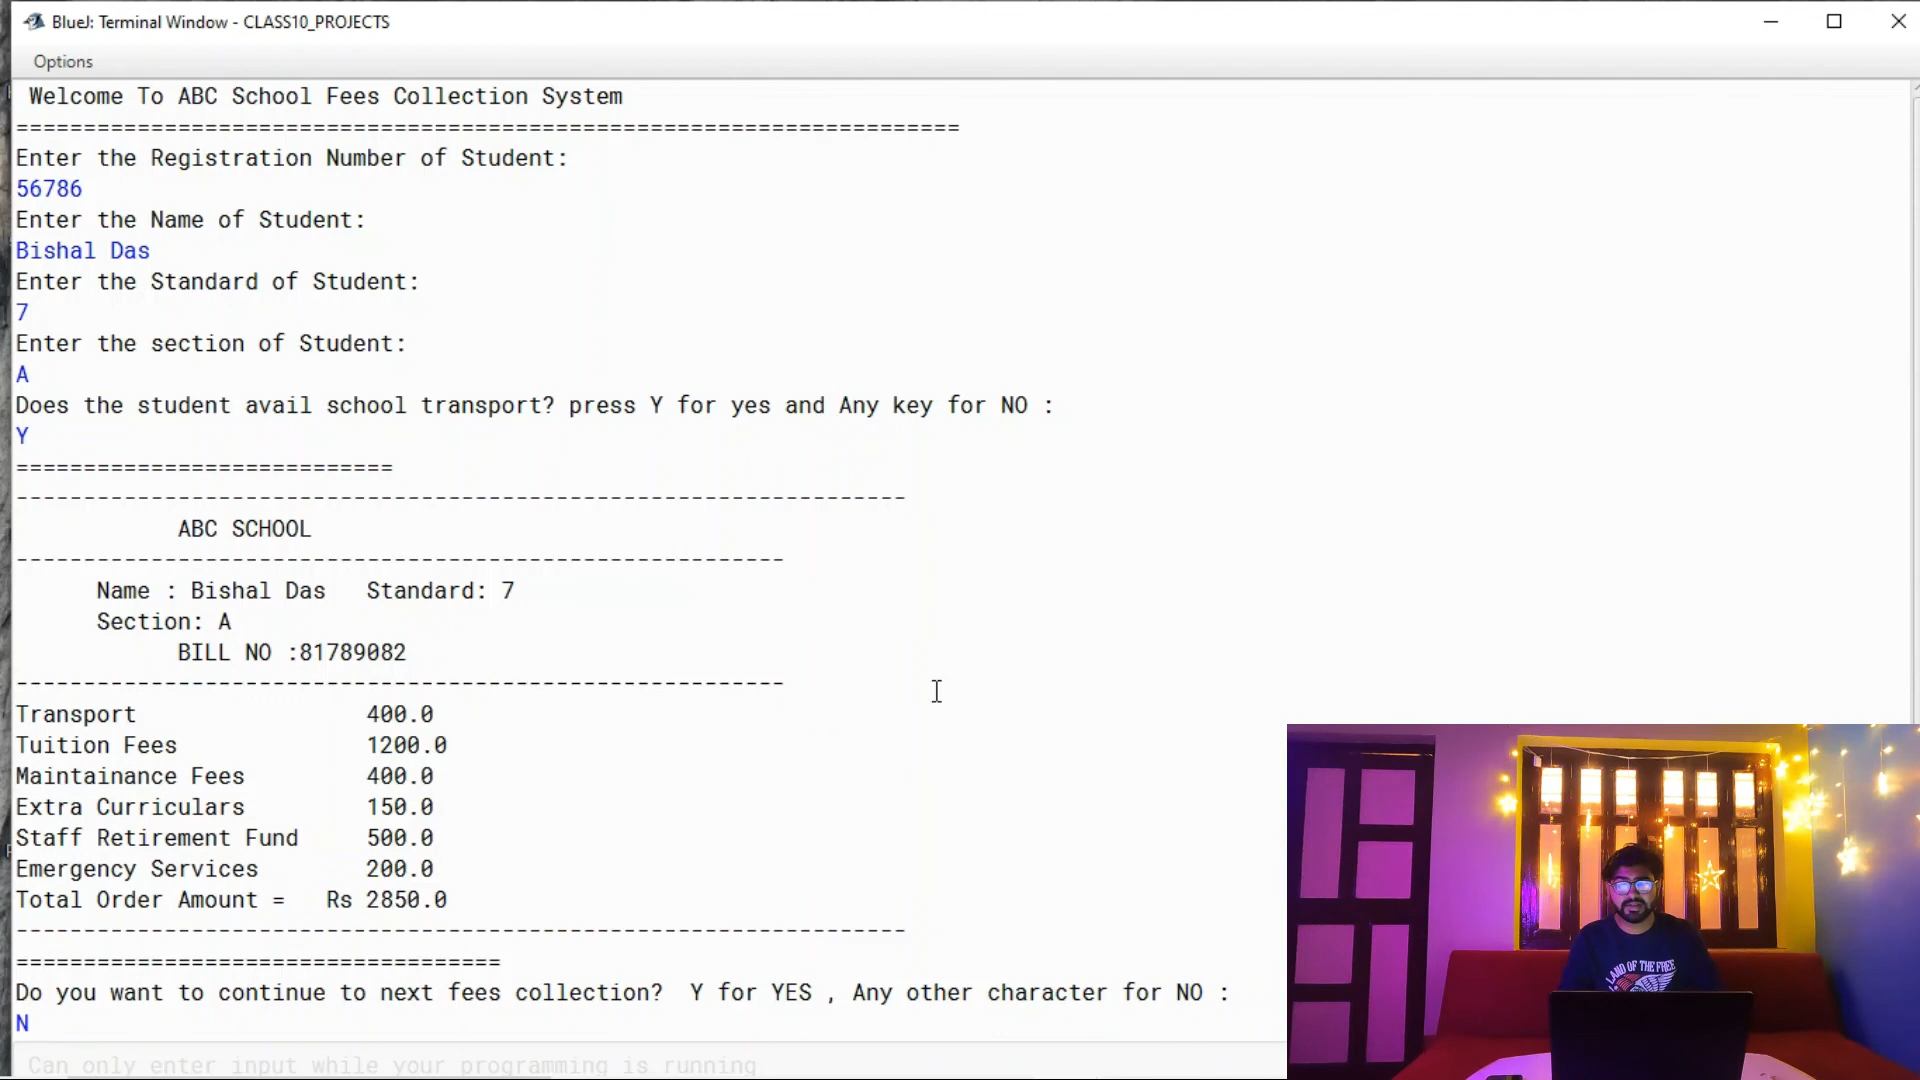 BlueJ: Terminal Window - CLASS10_PROJECTS
Options
Welcome To ABC School Fees Collection System
======================================================================
Enter the Registration Number of Student:
56786
Enter the Name of Student:
Bishal Das
Enter the Standard of Student:
7
Enter the section of Student:
A
Does the student avail school transport? press Y for yes and Any key for NO :
Y
============================
------------------------------------------------------------------
ABC SCHOOL
---------------------------------------------------------
Name : Bishal Das   Standard: 7
Section: A
BILL NO :81789082
---------------------------------------------------------
Transport                 400.0
Tuition Fees              1200.0
Maintainance Fees         400.0
Extra Curriculars         150.0
Staff Retirement Fund     500.0
Emergency Services        200.0
Total Order Amount =   Rs 2850.0
------------------------------------------------------------------
====================================
Do you want to continue to next fees collection?  Y for YES , Any other character for NO :
N
Can only enter input while your programming is running
LAND OF THE FREE